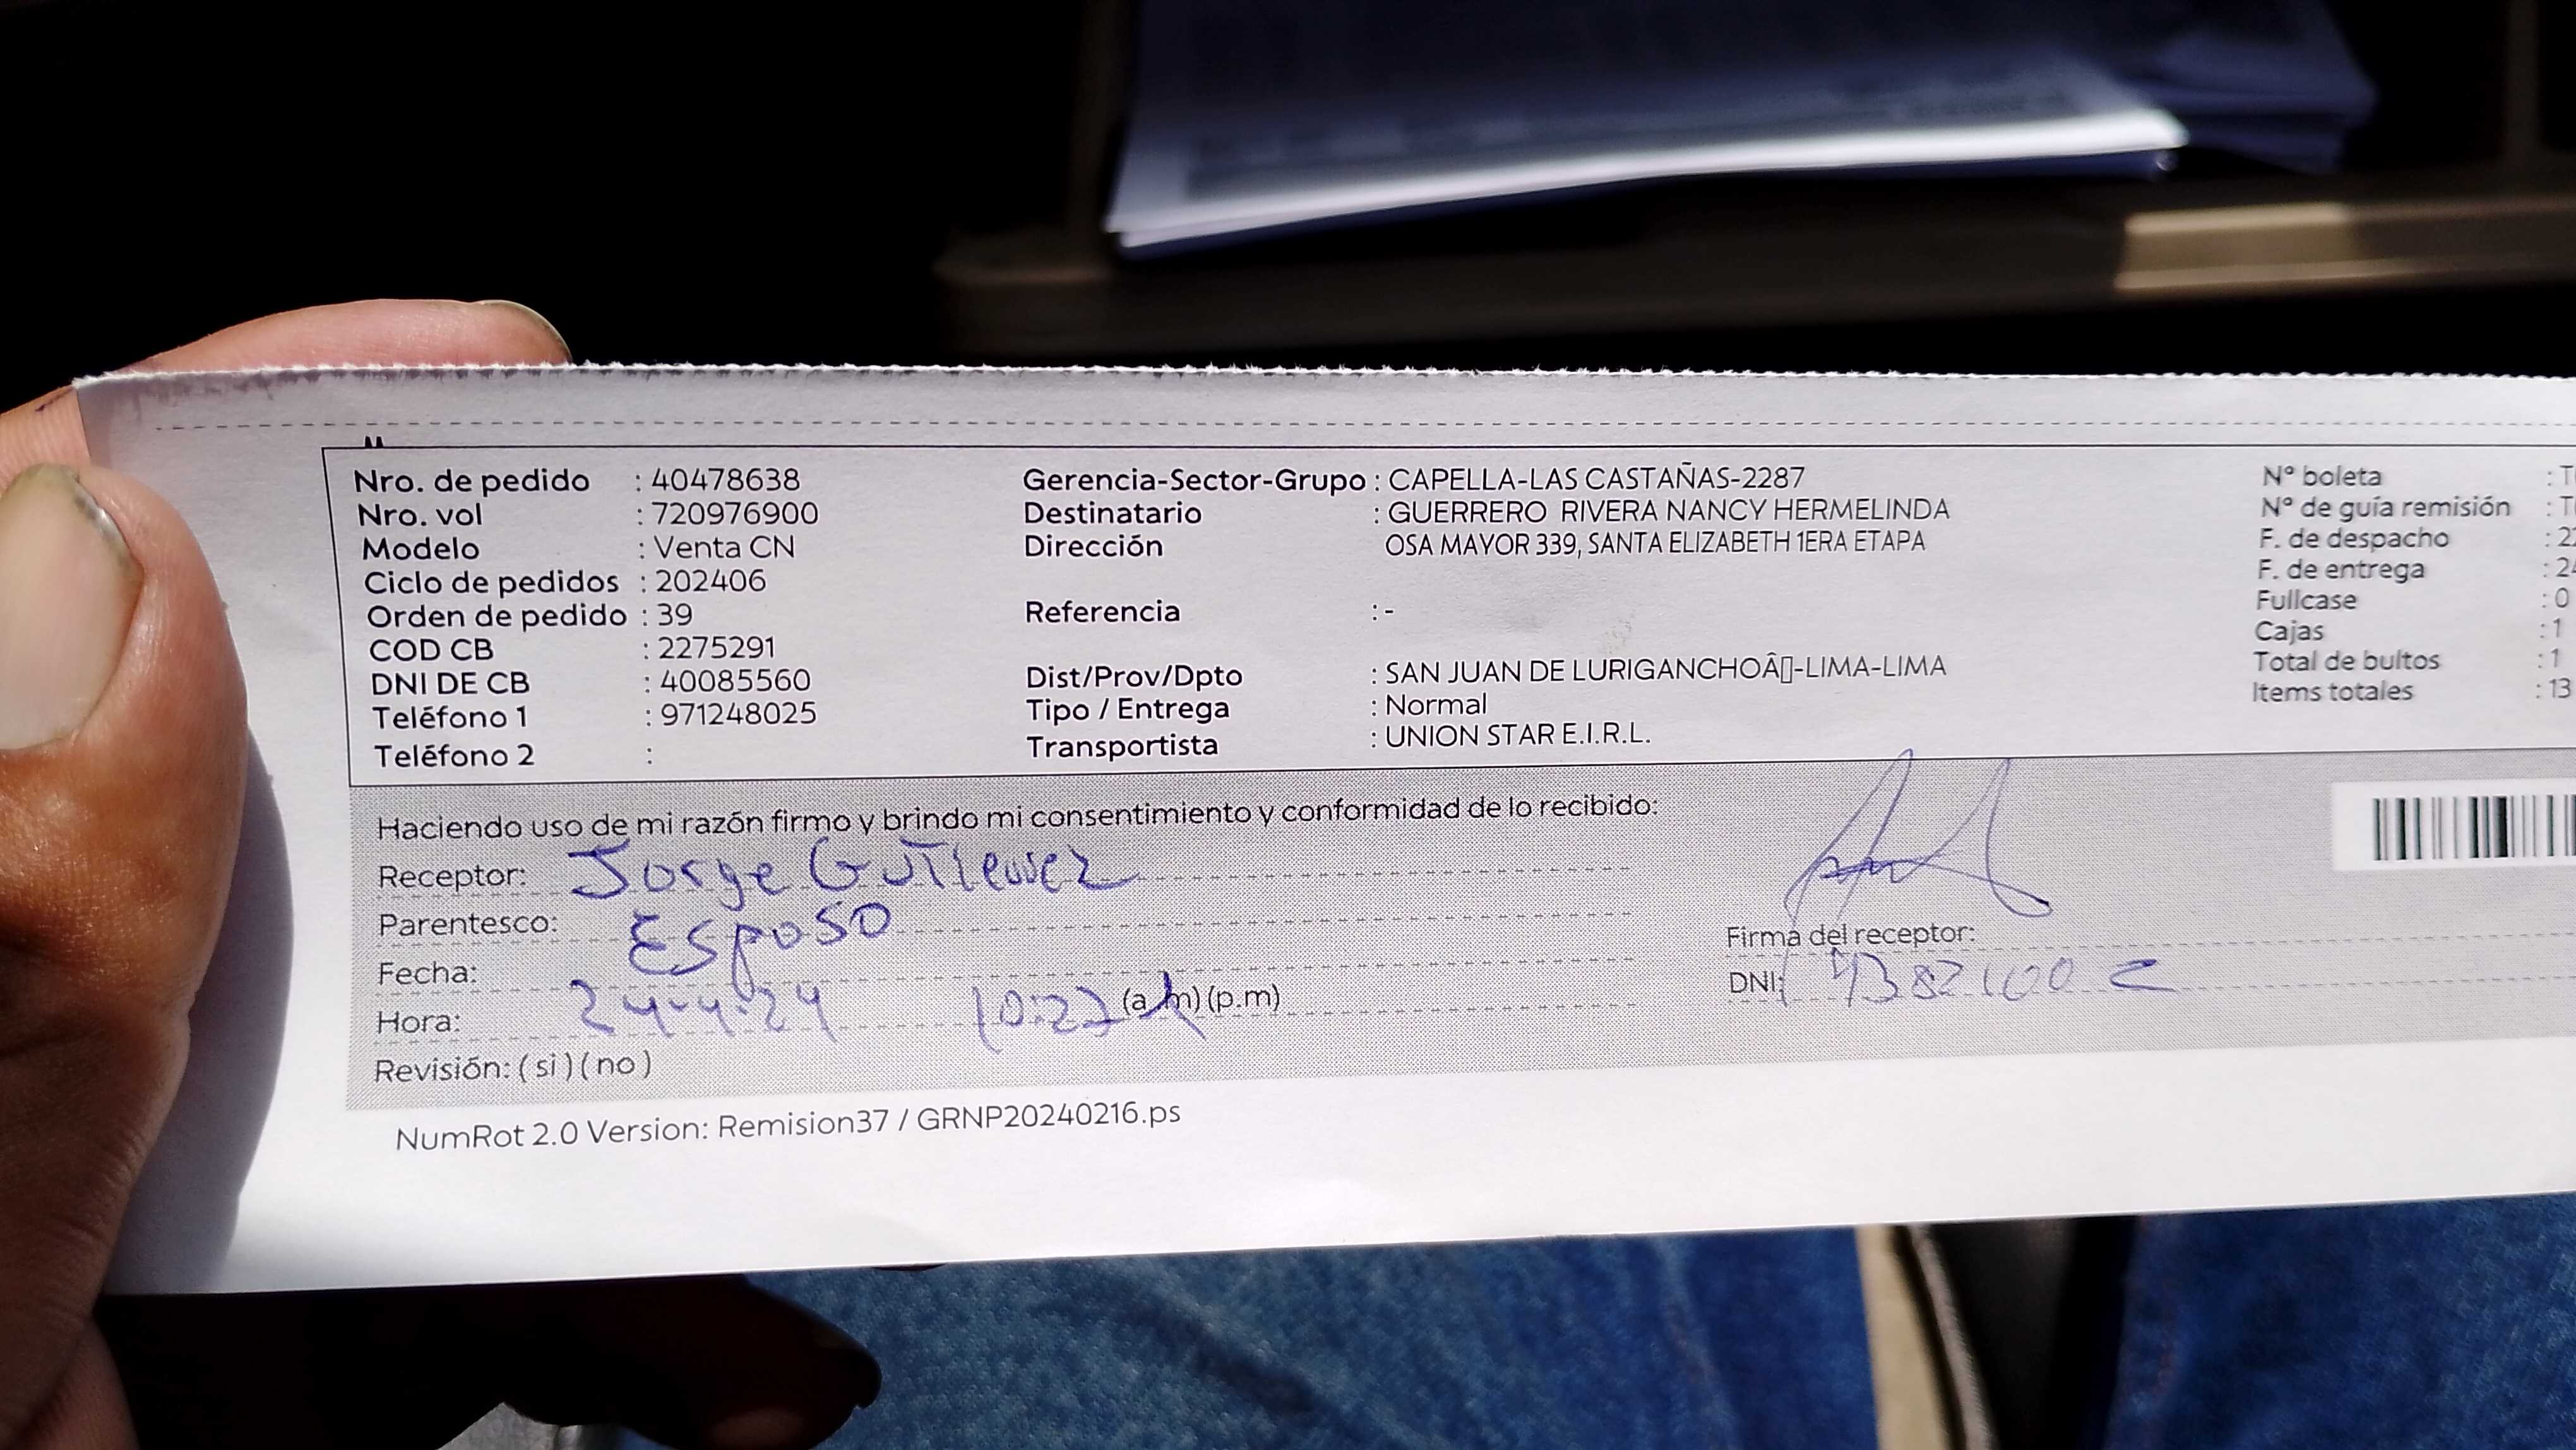 Nro. de pedido : 40478638
Nro. vol : 720976900
Modelo : Venta CN
Ciclo de pedidos : 202406
Orden de pedido : 39
COD CB : 2275291
DNI DE CB : 40085560
Teléfono 1 : 971248025
Teléfono 2 :
Gerencia-Sector-Grupo : CAPELLA-LAS CASTAÑAS-2287
Destinatario : GUERRERO RIVERA NANCY HERMELINDA
Dirección OSA MAYOR 339, SANTA ELIZABETH 1ERA ETAPA
Referencia : -
Dist/Prov/Dpto : SAN JUAN DE LURIGANCHOÂ▯-LIMA-LIMA
Tipo / Entrega : Normal
Transportista : UNION STAR E.I.R.L.
N° boleta : T
N° de guía remisión : T
F. de despacho : 2
F. de entrega : 24
Fullcase : 0
Cajas : 1
Total de bultos : 1
Items totales : 13
Haciendo uso de mi razón firmo y brindo mi consentimiento y conformidad de lo recibido:
Receptor: Jorge
Parentesco: Esposo
Fecha:
Hora: 24-4-24 10:27 (a.m) (p.m)
Revisión: ( si ) ( no )
Firma del receptor:
DNI:
NumRot 2.0 Version: Remision37 / GRNP20240216.ps